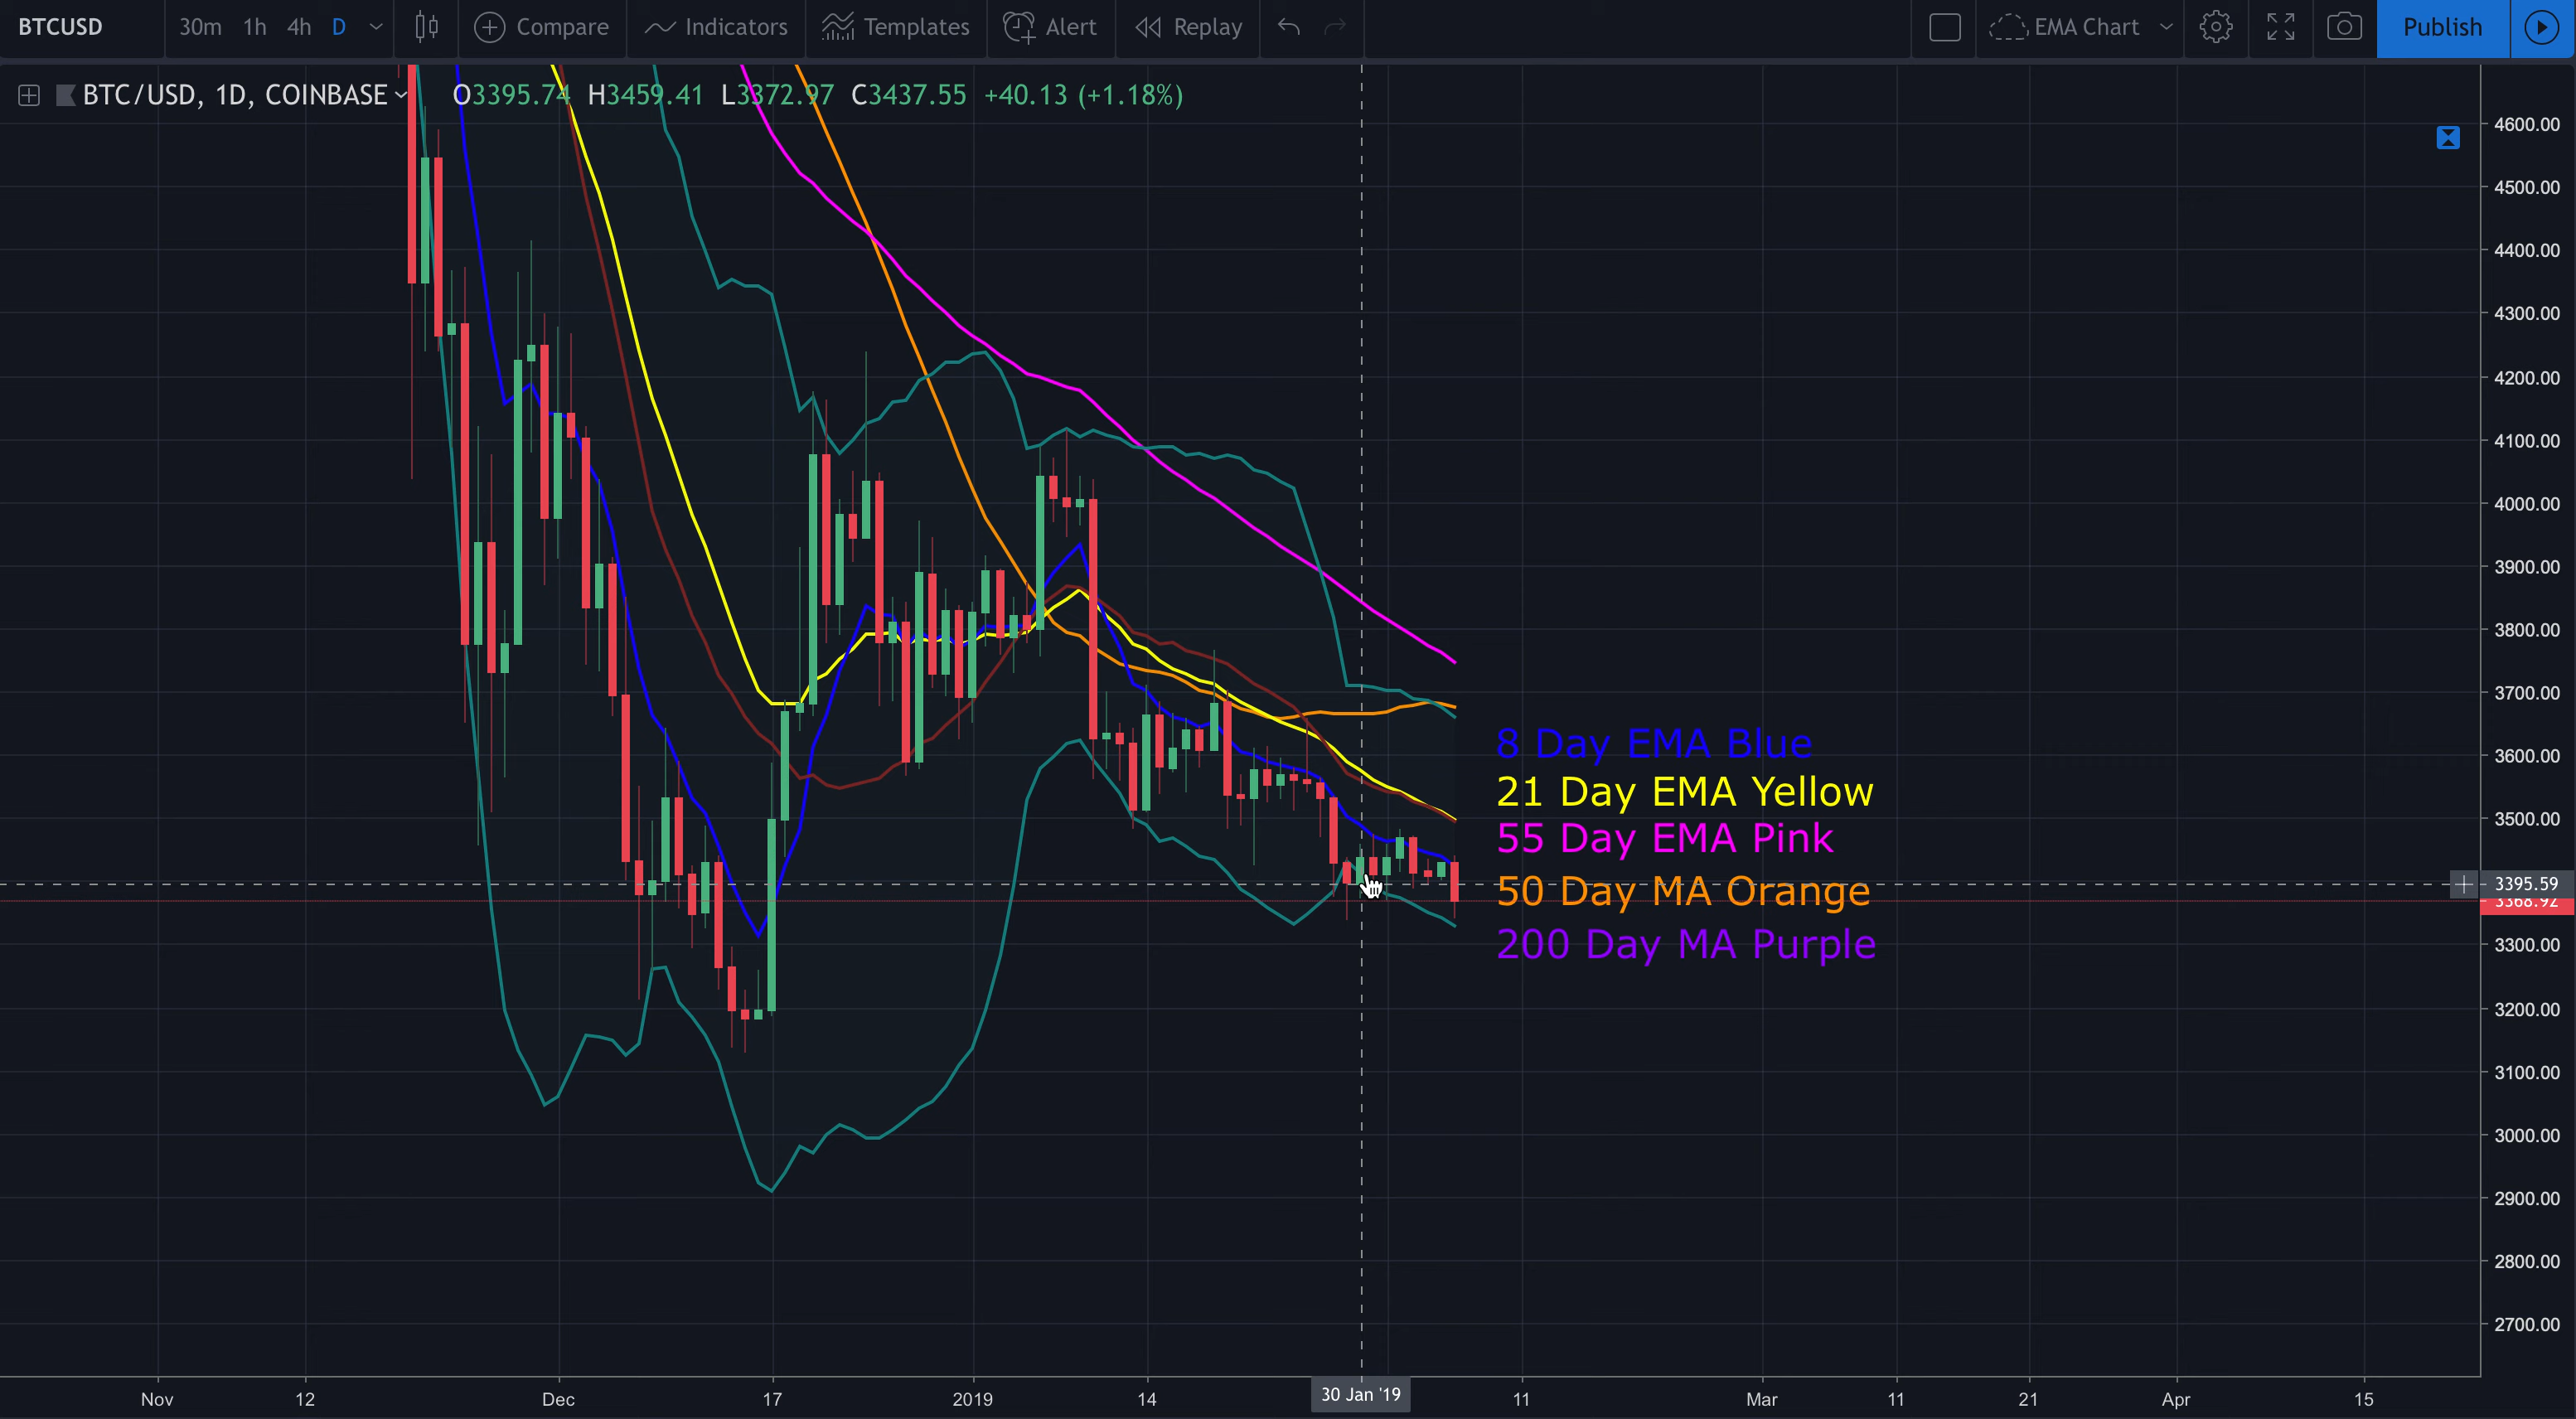 BTCUSD 30m 1h 4h D Compare Indicators Templates Alert Replay EMA Chart Publish
BTC/USD, 1D, COINBASE O3395.74 H3459.41 L3372.97 C3437.55 +40.13 (+1.18%)
4600.00
4500.00
4400.00
4300.00
4200.00
4100.00
4000.00
3900.00
3800.00
3700.00
8 Day EMA Blue
3600.00
21 Day EMA Yellow
3500.00
55 Day EMA Pink
3395.59
50 Day MA Orange
3368.92
200 Day MA Purple
3300.00
3200.00
3100.00
3000.00
2900.00
2800.00
2700.00
Nov 12 Dec 17 2019 14 30 Jan '19 11 Mar 11 21 Apr 15